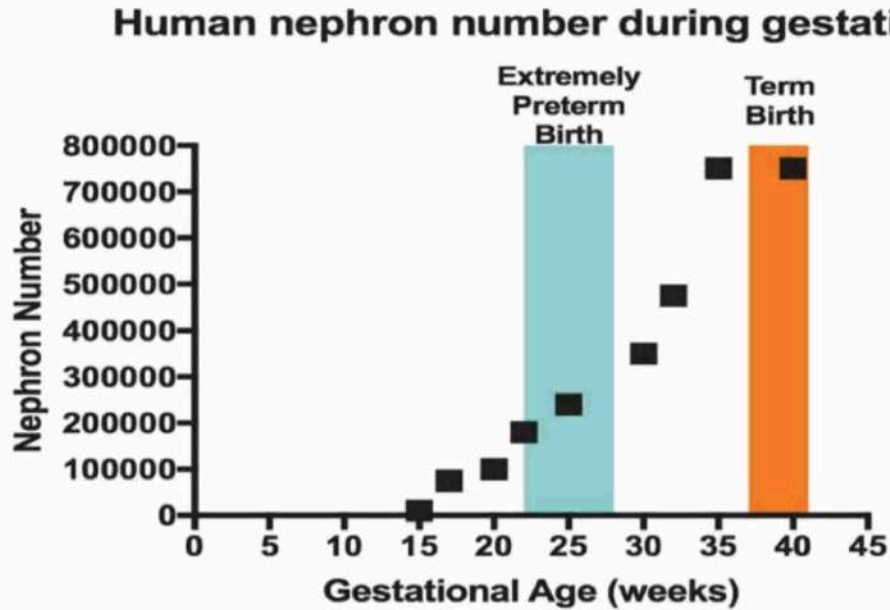 Human nephron number during gestati
Extremely
Preterm
Birth
Term
Birth
800000
700000
600000
500000
400000
300000
200000
100000
0
Nephron Number
0 5 10 15 20 25 30 35 40 45
Gestational Age (weeks)